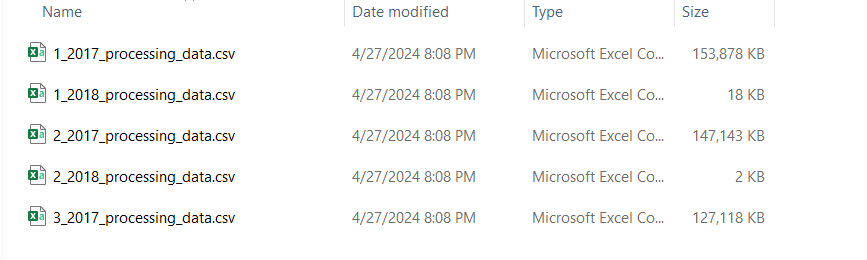 Name Date modified Type Size
1_2017_processing_data.csv 4/27/2024 8:08 PM Microsoft Excel Co... 153,878 KB
1_2018_processing_data.csv 4/27/2024 8:08 PM Microsoft Excel Co... 18 KB
2_2017_processing_data.csv 4/27/2024 8:08 PM Microsoft Excel Co... 147,143 KB
2_2018_processing_data.csv 4/27/2024 8:08 PM Microsoft Excel Co... 2 KB
3_2017_processing_data.csv 4/27/2024 8:08 PM Microsoft Excel Co... 127,118 KB